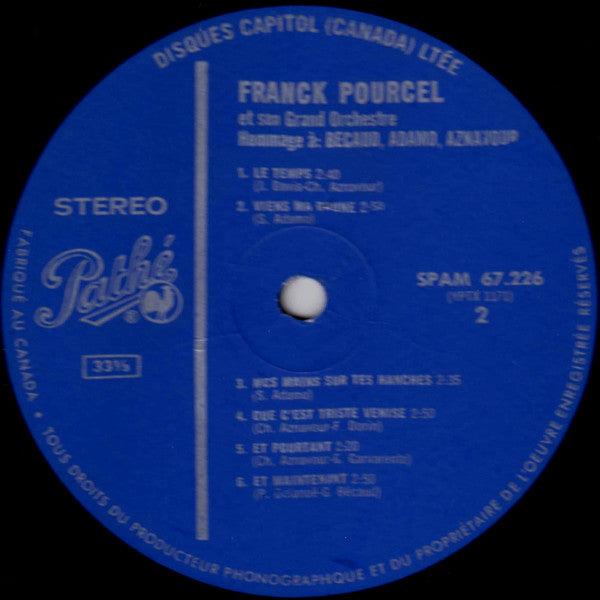 DISQUES CAPITOL (CANADA) LTÉE
FRANCK POURCEL
et son Grand Orchestre
Hommage à: BECAUD, ADAMO, AZNAVOUR
1. LE TEMPS 2:40
(J. Davis-Ch. Aznavour)
2. VIENS MA 2:54
(S. Adamo)
STEREO
Pathé
®
33⅓
SPAM 67.226
(YPTX 1171)
2
3. MES MAINS SUR TES HANCHES 2:35
(S. Adamo)
4. QUE C'EST TRISTE VENISE 2:50
(Ch. Aznavour-F. Dorin)
5. ET POURTANT 2:20
(Ch. Aznavour-G. Garvarentz)
6. ET MAINTENANT 2:50
(P. Delanoë-G. Bécaud)
FABRIQUÉ AU CANADA • TOUS DROITS DU PRODUCTEUR PHONOGRAPHIQUE ET DU PROPRIÉTAIRE DE L'OEUVRE ENREGISTRÉE RÉSERVÉS